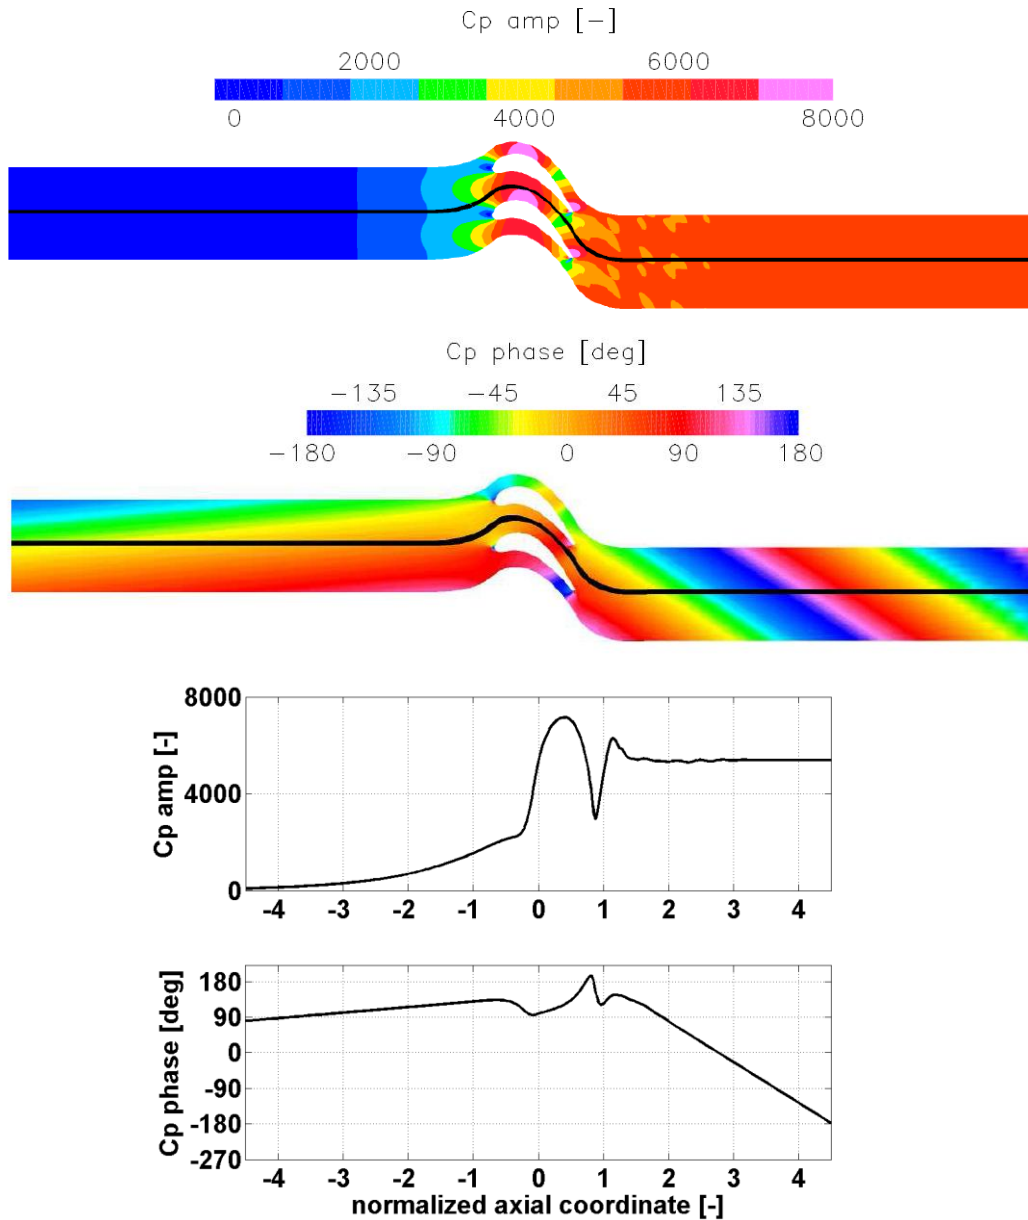 Cp amp [−]
2000 6000
0 4000 8000
Cp phase [deg]
−135 −45 45 135
−180 −90 0 90 180
8000
4000
0
Cp amp [-]
-4 -3 -2 -1 0 1 2 3 4
180
90
0
-90
-180
-270
Cp phase [deg]
-4 -3 -2 -1 0 1 2 3 4
normalized axial coordinate [-]